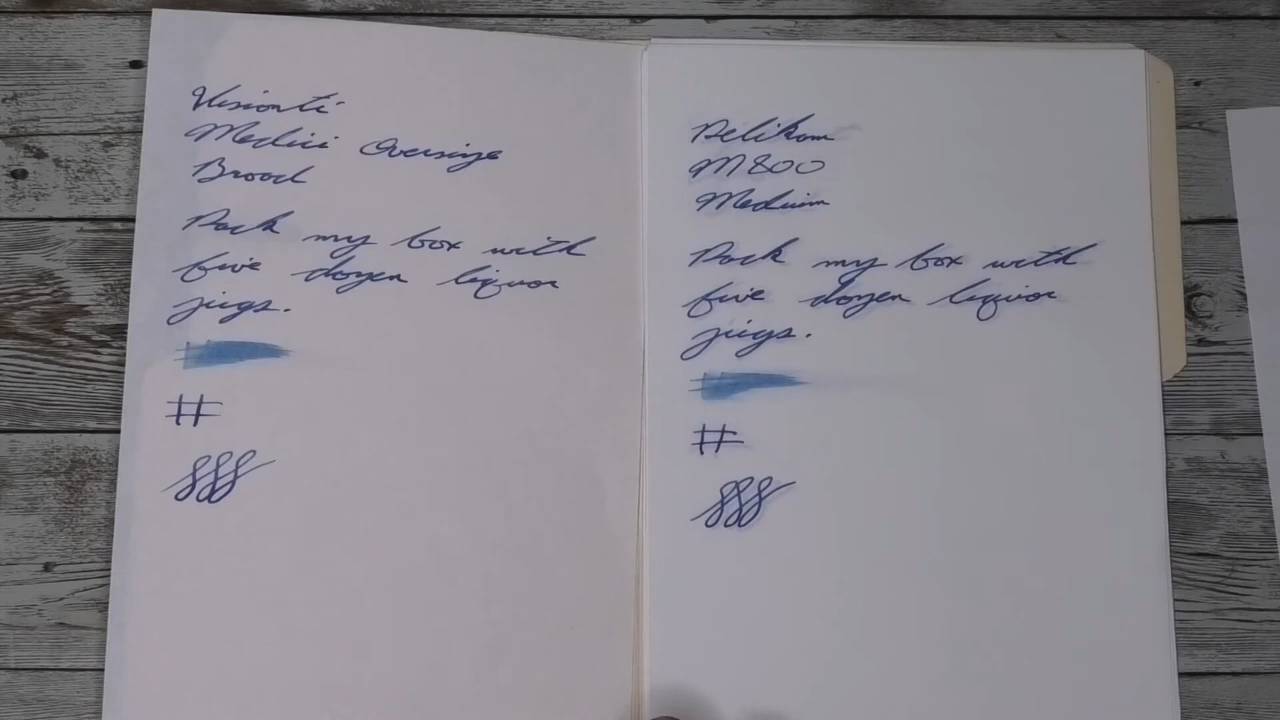 Visconti
Medici Oversize
Broad
Pack my box with
five dozen liquor
jugs.
#
Pelikan
M800
Medium
Pack my box with
five dozen liquor
jugs.
#